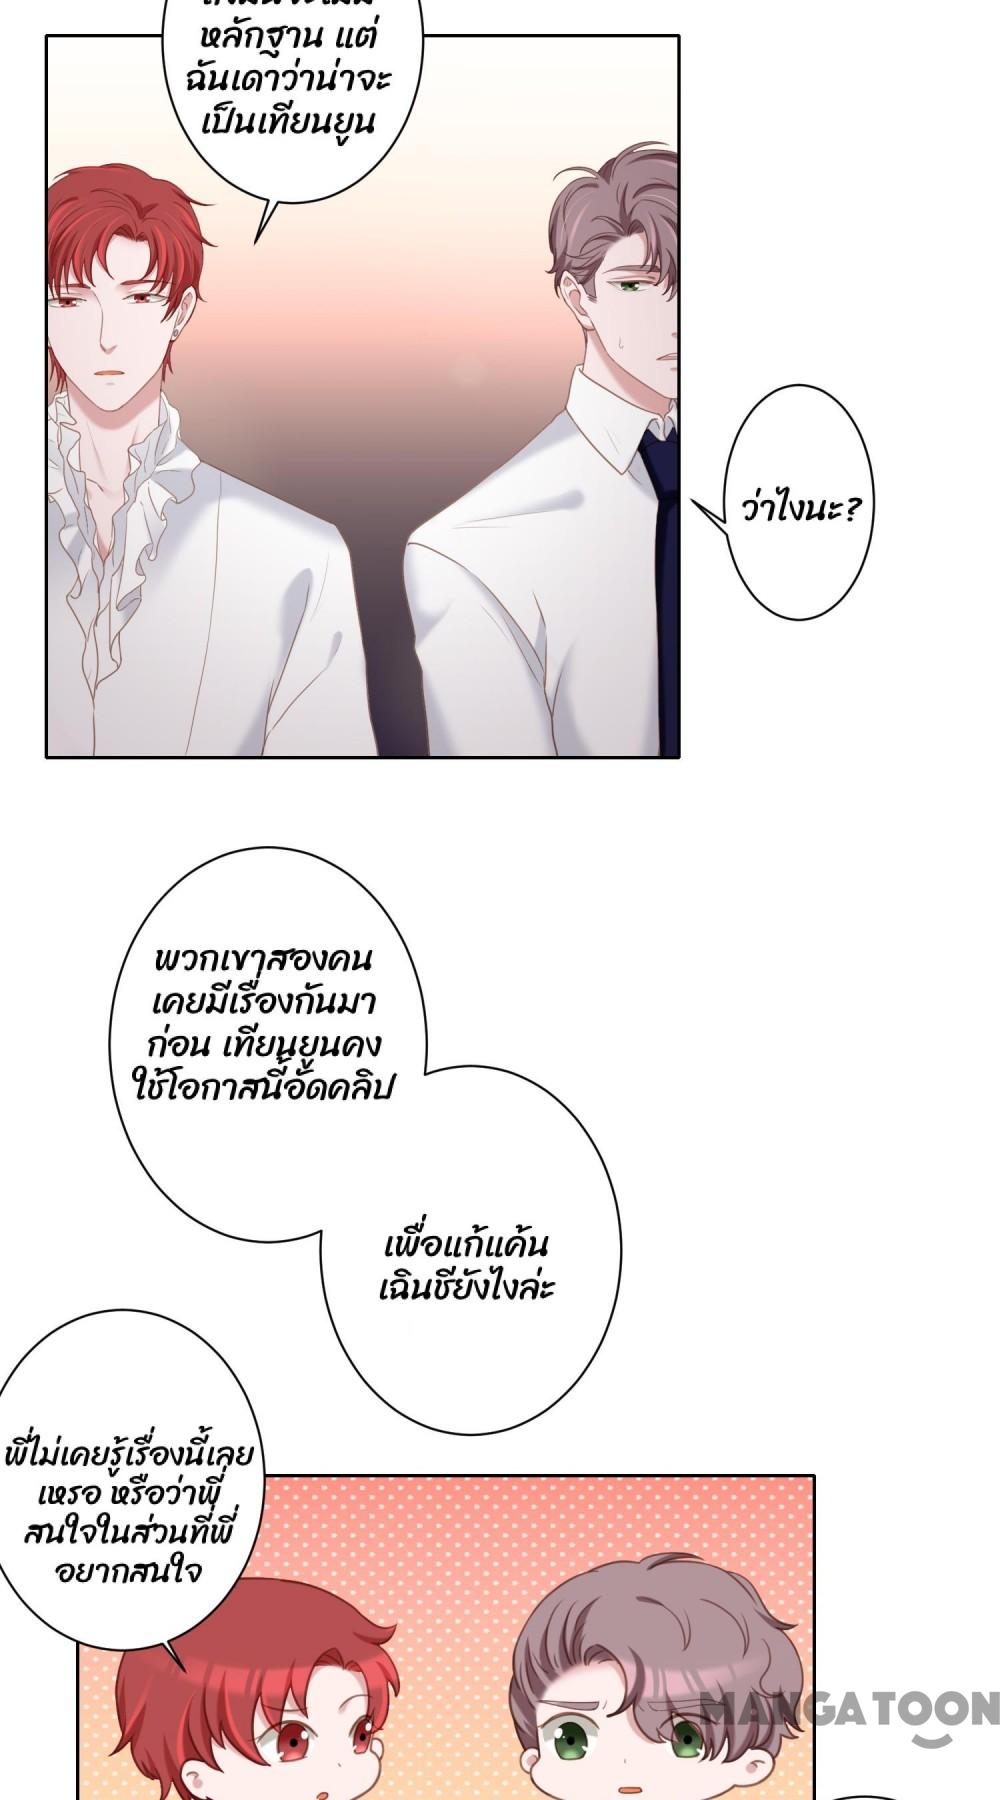 หลักฐาน แต่
ฉันเดาว่าน่าจะ
เป็นเทียนยูน
ว่าไงนะ?
พวกเขาสองคน
เคยมีเรื่องกันมา
ก่อน เทียนยูนคง
ใช้โอกาสนี้อัดคลิป
เพื่อแก้แค้น
เฉินชียังไงล่ะ
พี่ไม่เคยรู้เรื่องนี้เลย
เหรอ หรือว่าพี่
สนใจในส่วนที่พี่
อยากสนใจ
MANGATOON